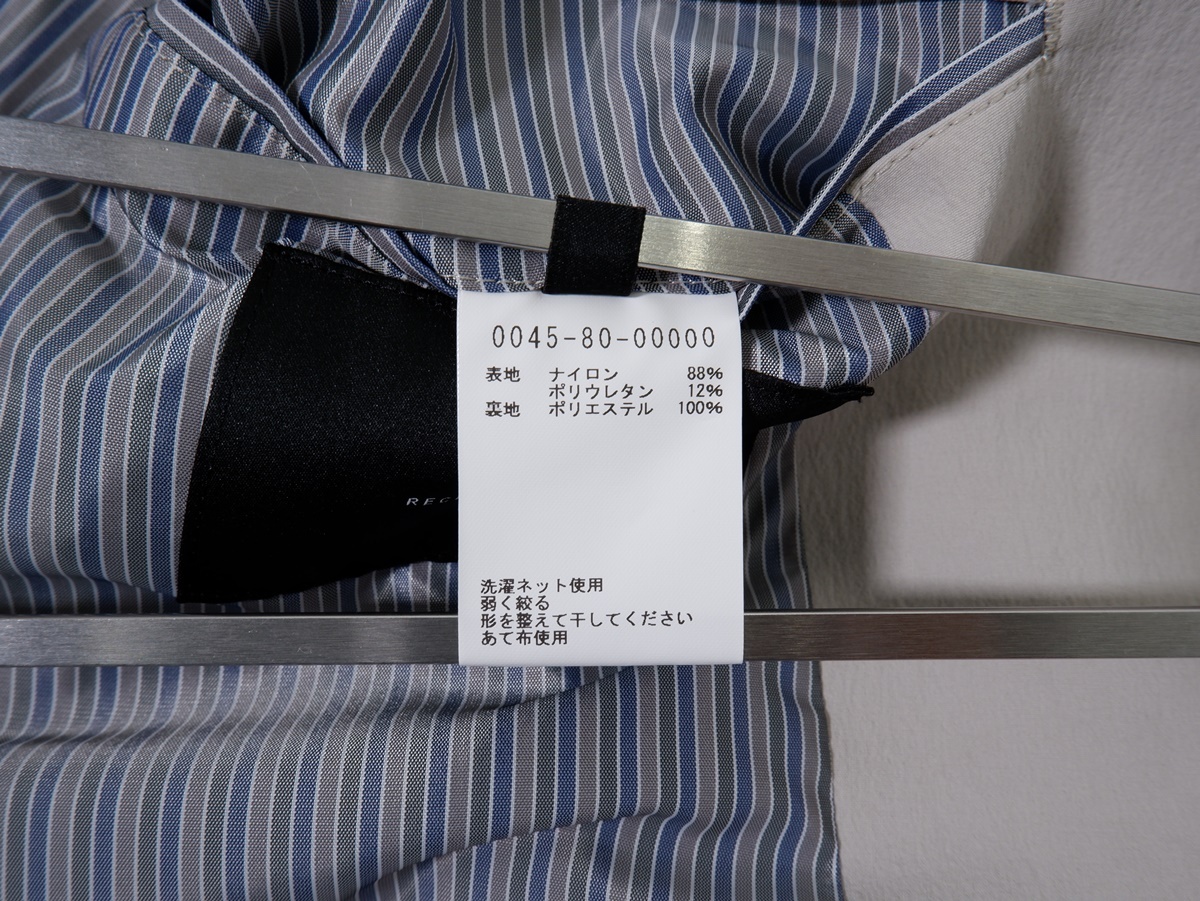 0045-80-00000
表地 ナイロン 88%
ポリウレタン 12%
裏地 ポリエステル 100%
洗濯ネット使用
弱く絞る
形を整えて干してください
あて布使用